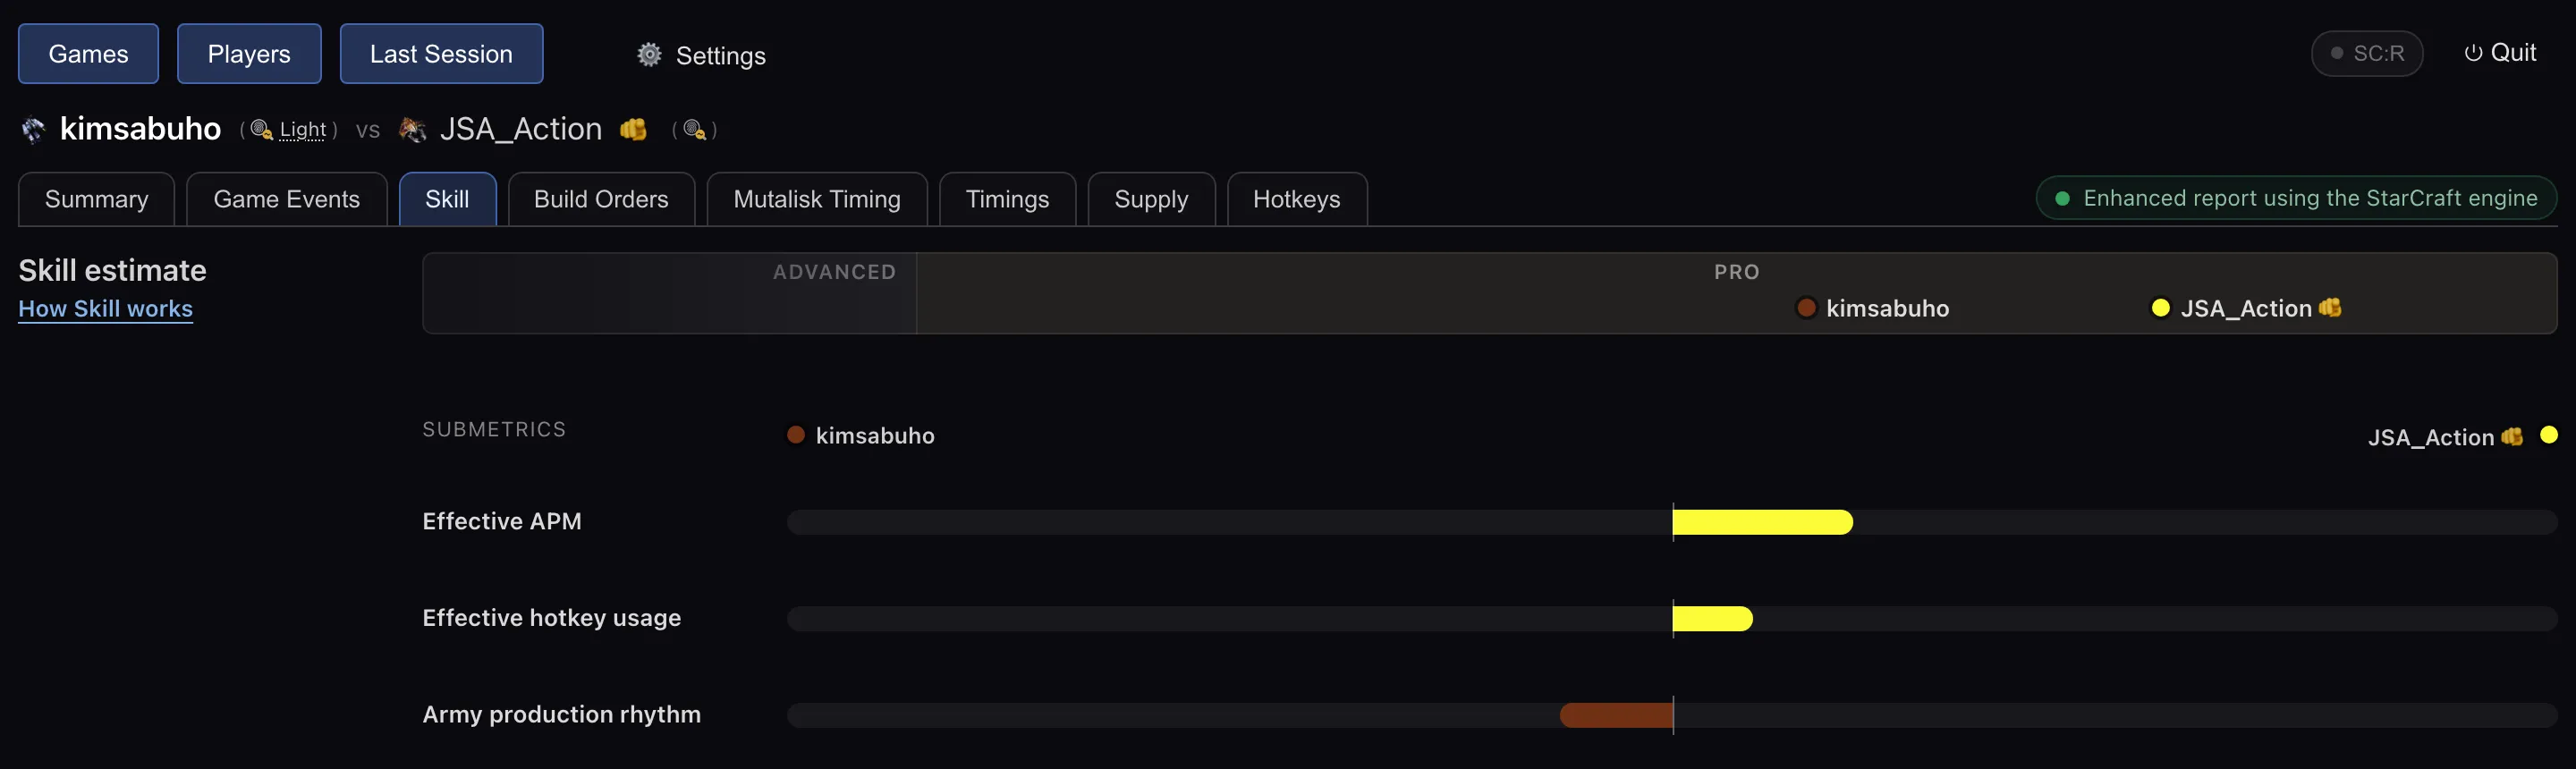 Games Players Last Session Settings SC:R Quit
kimsabuho ( Light ) vs JSA_Action ( )
Summary Game Events Skill Build Orders Mutalisk Timing Timings Supply Hotkeys Enhanced report using the StarCraft engine
Skill estimate
How Skill works
ADVANCED PRO
kimsabuho JSA_Action
SUBMETRICS kimsabuho JSA_Action
Effective APM
Effective hotkey usage
Army production rhythm